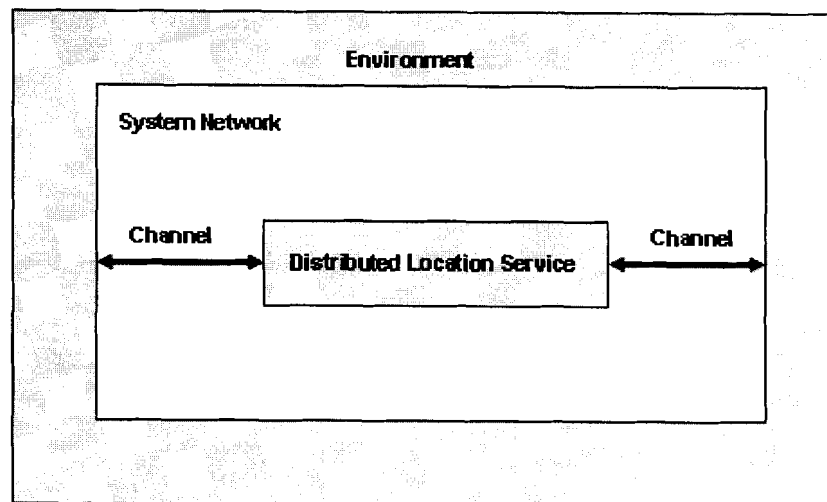 Environment
System Network
Channel
Channel
Distributed Location Service